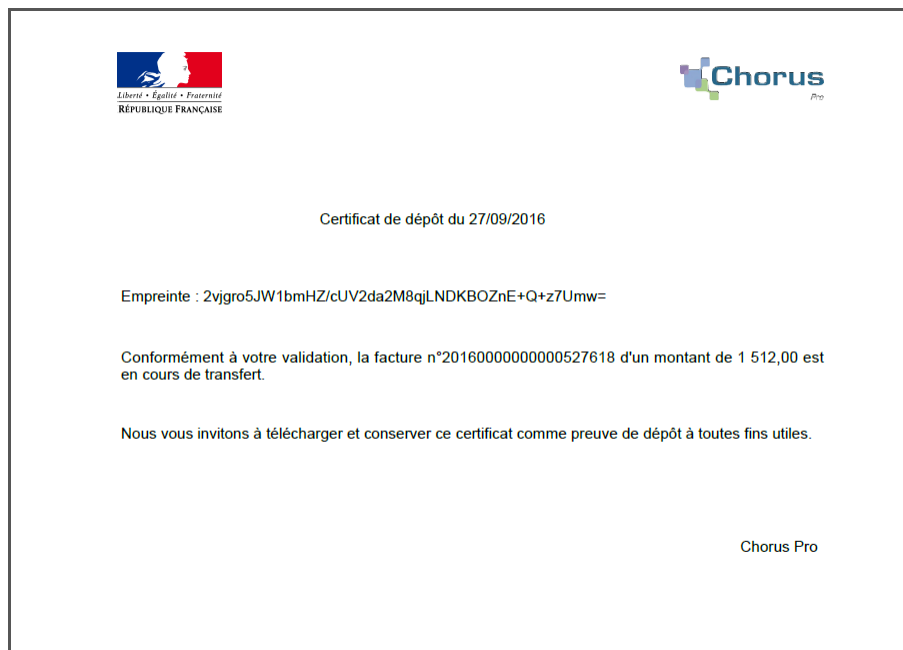 Liberté • Égalité • Fraternité
RÉPUBLIQUE FRANÇAISE
Chorus
Pro
Certificat de dépôt du 27/09/2016
Empreinte : 2vjgro5JW1bmHZ/cUV2da2M8qjLNDKBOZnE+Q+z7Umw=
Conformément à votre validation, la facture n°20160000000000527618 d'un montant de 1 512,00 est
en cours de transfert.
Nous vous invitons à télécharger et conserver ce certificat comme preuve de dépôt à toutes fins utiles.
Chorus Pro